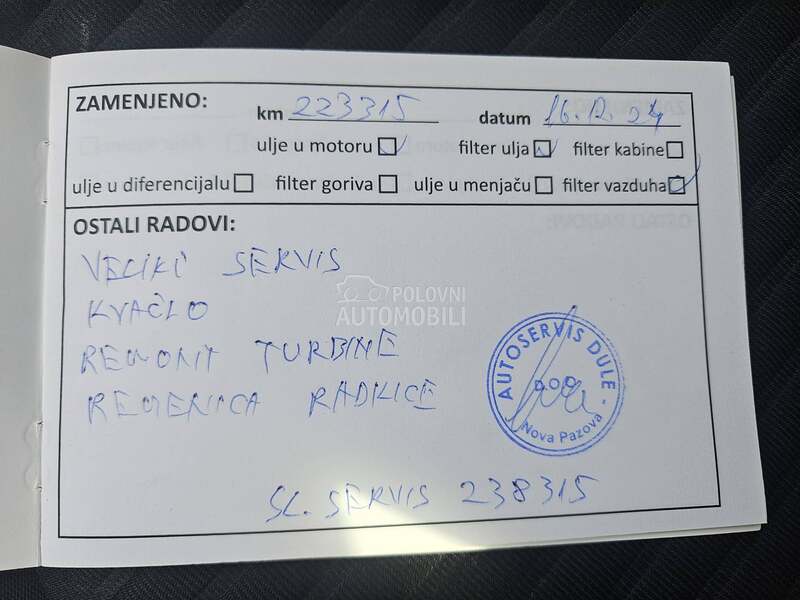 ZAMENJENO: km 223315 datum 16.12.24
ulje u motoru filter ulja filter kabine
ulje u diferencijalu filter goriva ulje u menjaču filter vazduha
OSTALI RADOVI:
VELIKI SERVIS
KVAČLO
REMONT TURBINE
REMENICA RADILICE
POLOVNI
AUTOMOBILI
AUTOSERVIS DULE
D.O.O.
Nova Pazova
SL. SERVIS 238315